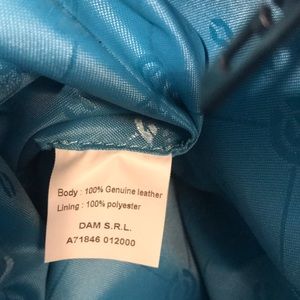 Body : 100% Genuine leather
Lining : 100% polyester
DAM S.R.L.
A71846 012000